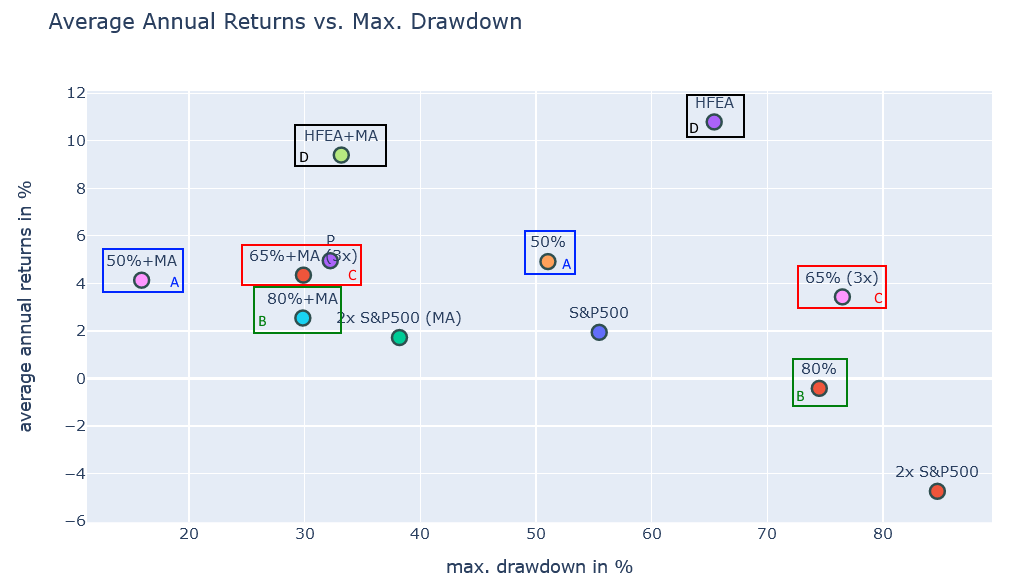 Average Annual Returns vs. Max. Drawdown
12
HFEA
D
10
HFEA+MA
D
8
6
P
50%
A
50%+MA
A
65%+MA (3x)
C
65% (3x)
C
4
80%+MA
B
2x S&P500 (MA)
S&P500
2
80%
B
0
−2
−4
2x S&P500
−6
20
30
40
50
60
70
80
average annual returns in %
max. drawdown in %